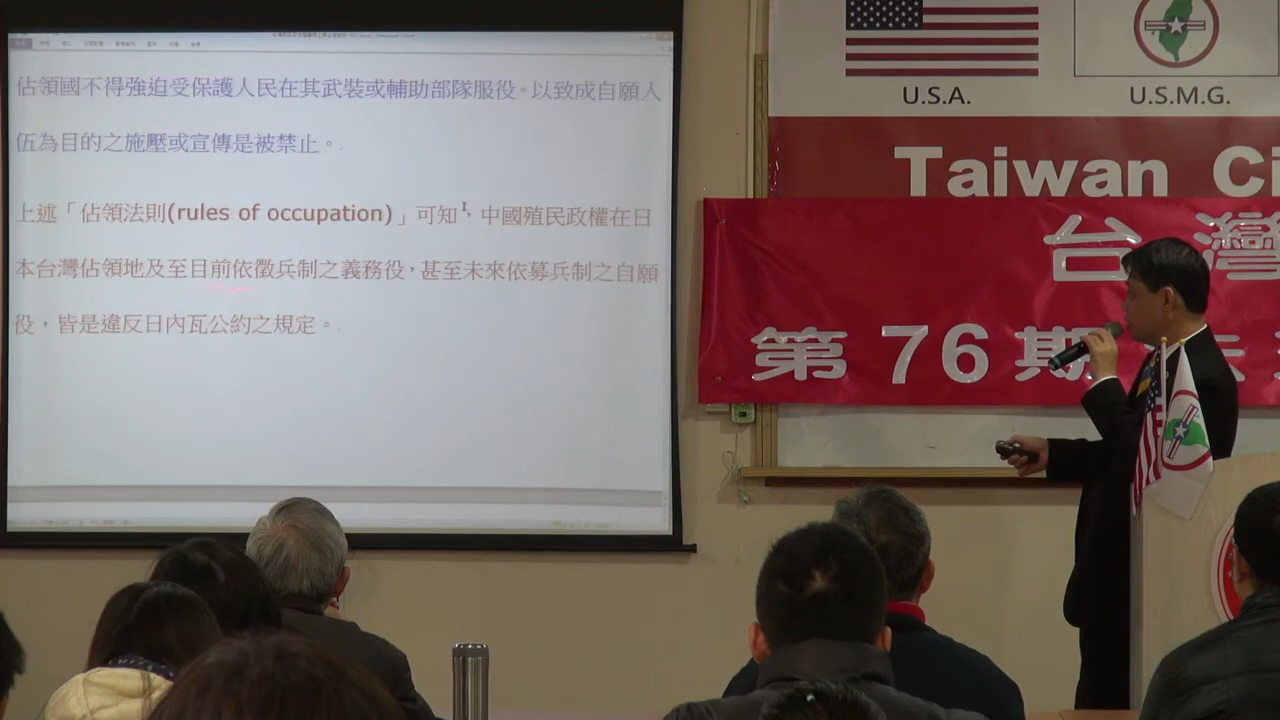 佔領國不得強迫受保護人民在其武裝或輔助部隊服役。以致成自願人
伍為目的之施壓或宣傳是被禁止。
上述「佔領法則(rules of occupation)」可知，中國殖民政權在日
本台灣佔領地及至目前依徵兵制之義務役，甚至未來依募兵制之自願
役，皆是違反日內瓦公約之規定。
U.S.A.
U.S.M.G.
Taiwan Ci
台灣
第76期